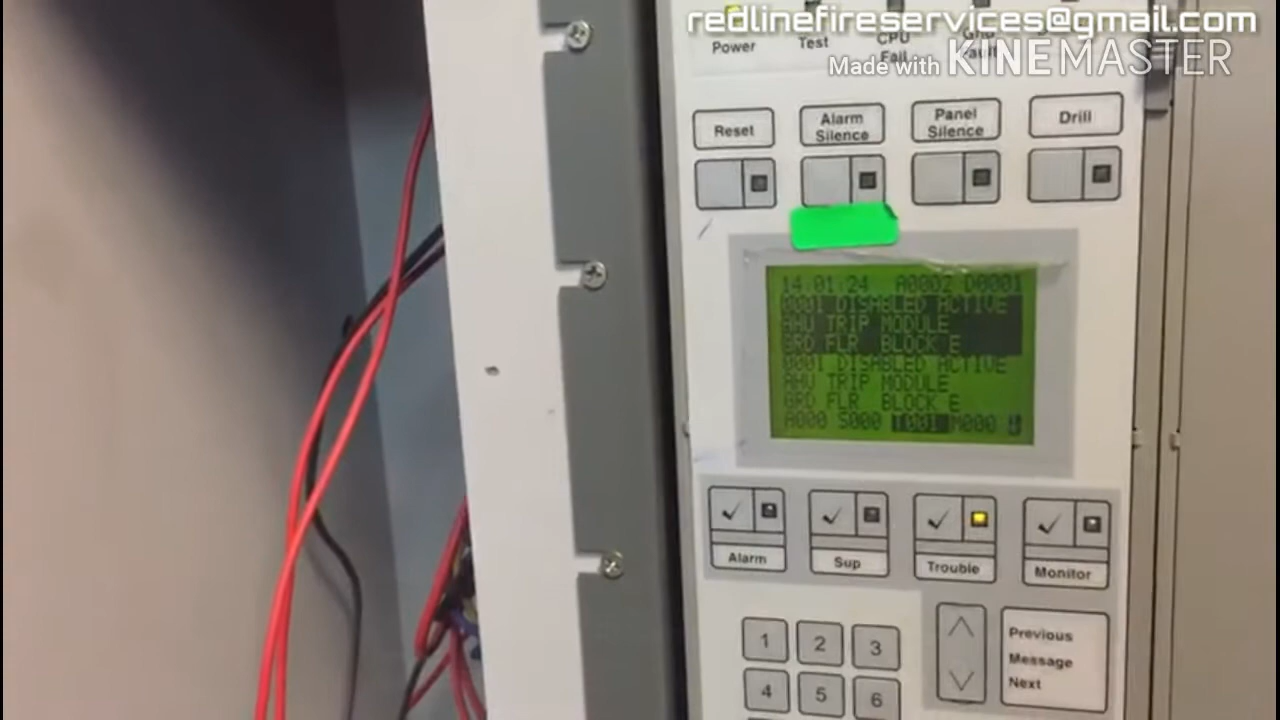 redlinefireservices@gmail.com
Made with KINEMASTER
Power
Test
CPU
Fail
Gnd
Fault
Reset
Alarm
Silence
Panel
Silence
Drill
14:01:24 A0002 D0001
0001 DISABLED ACTIVE
AHU TRIP MODULE
GRD FLR BLOCK E
0001 DISABLED ACTIVE
AHU TRIP MODULE
GRD FLR BLOCK E
A000 S000 T001 M000
Alarm
Sup
Trouble
Monitor
1 2 3
4 5 6
Previous
Message
Next